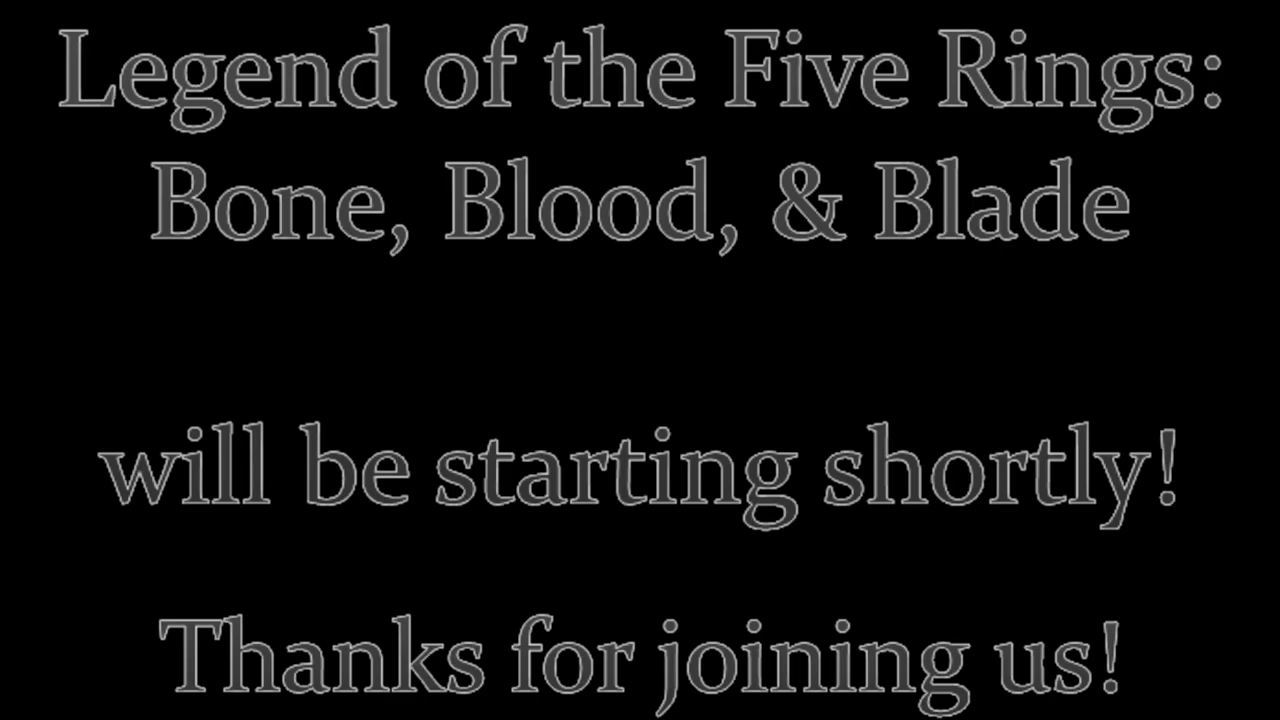 Legend of the Five Rings:
Bone, Blood, & Blade
will be starting shortly!
Thanks for joining us!